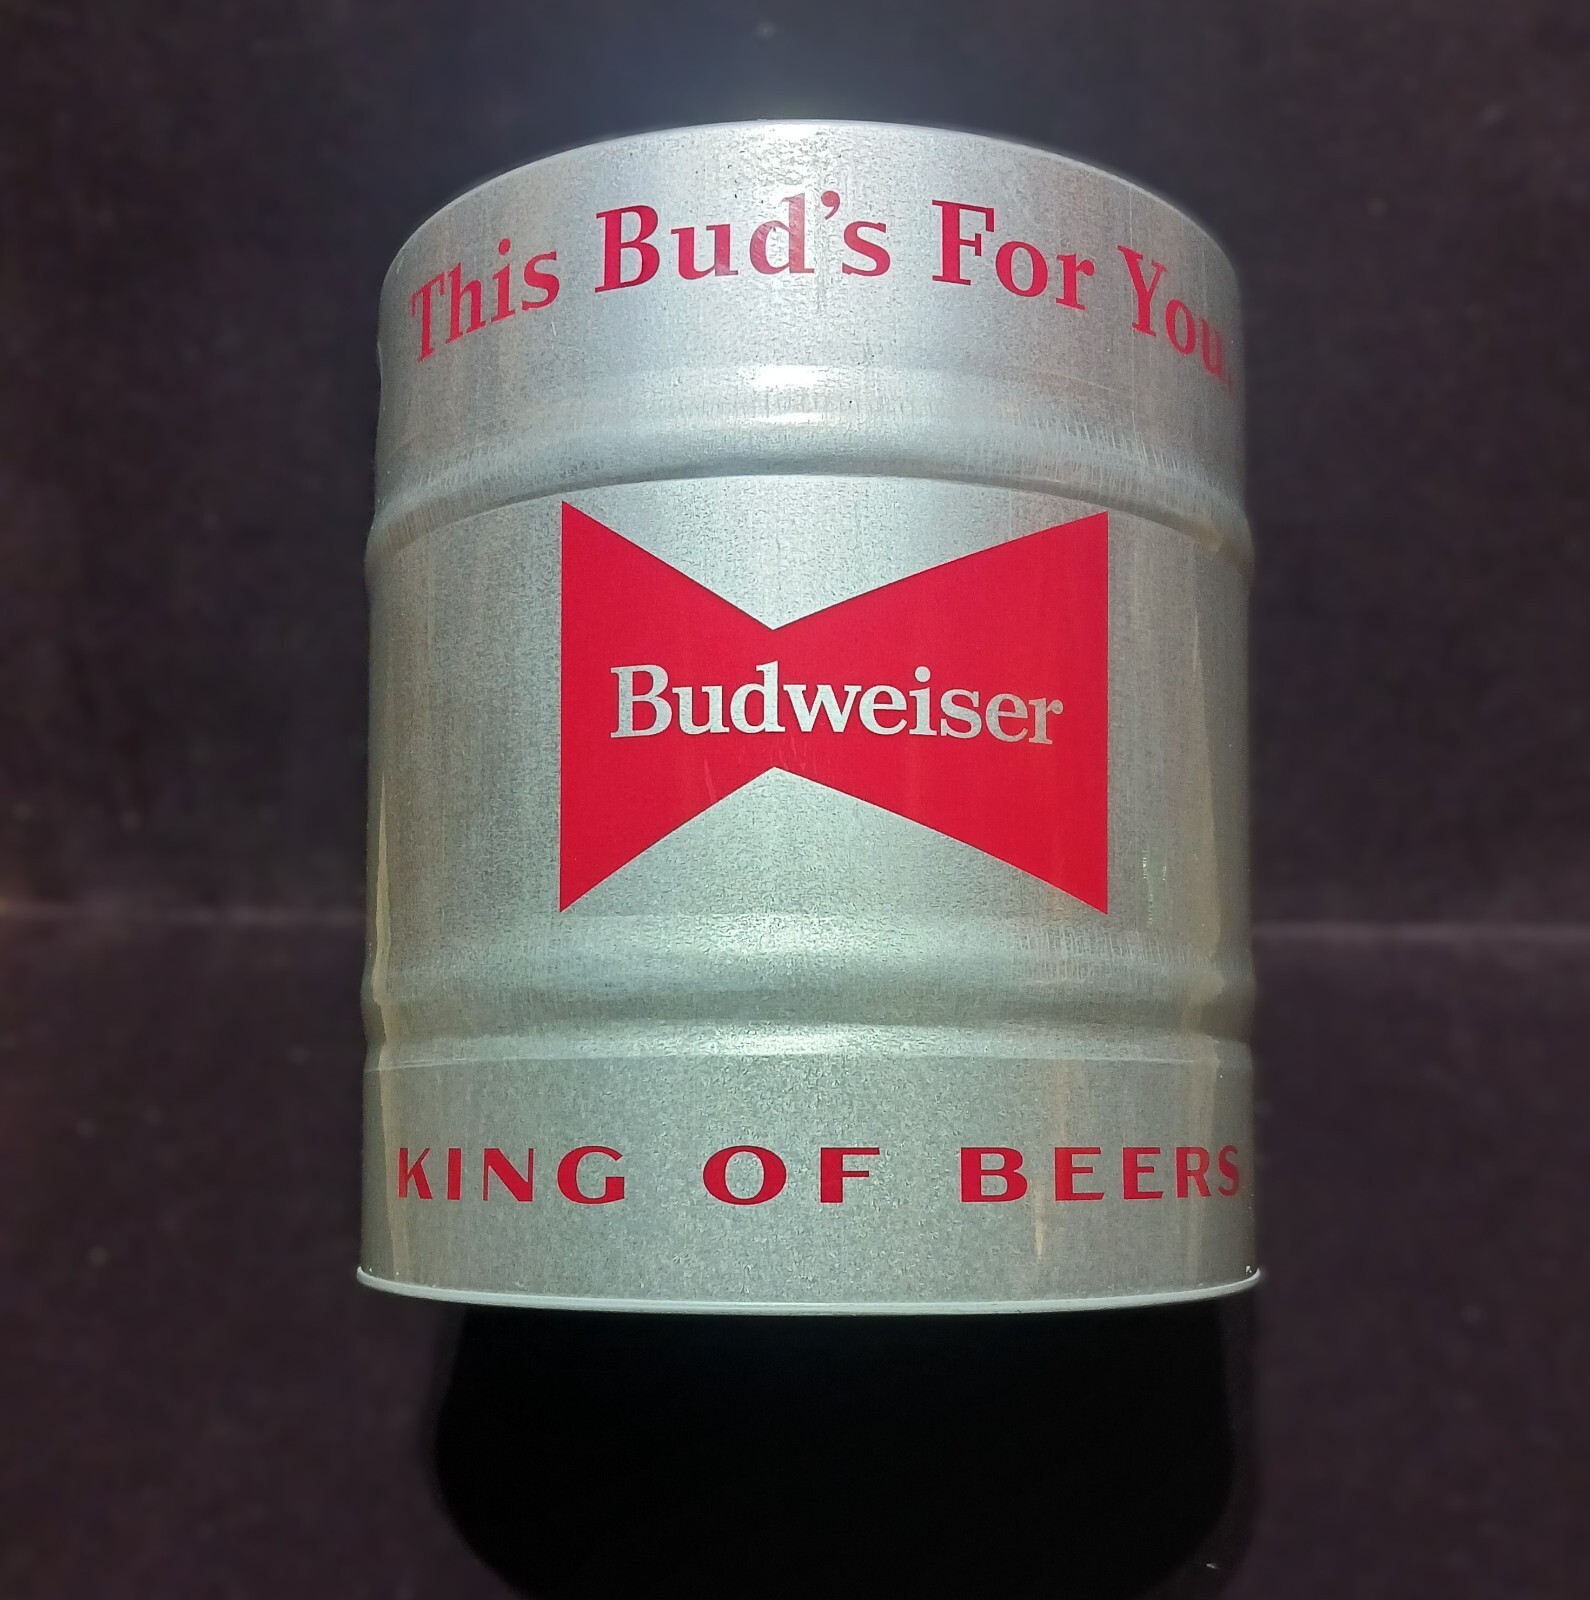 This Bud's For You.
Budweiser
KING OF BEERS